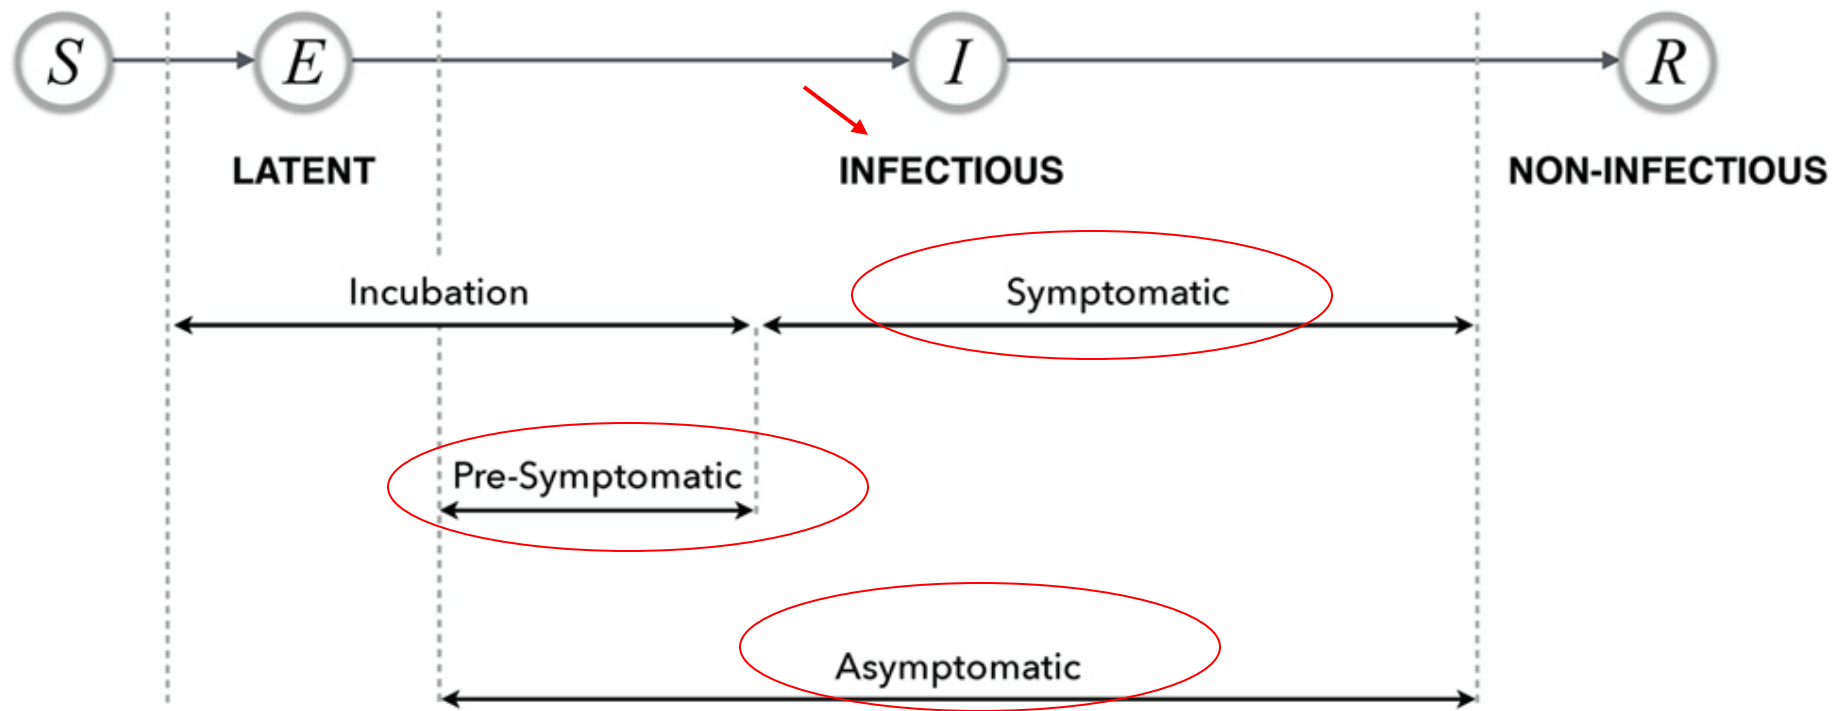 S E I R
LATENT INFECTIOUS NON-INFECTIOUS
Incubation Symptomatic
Pre-Symptomatic
Asymptomatic